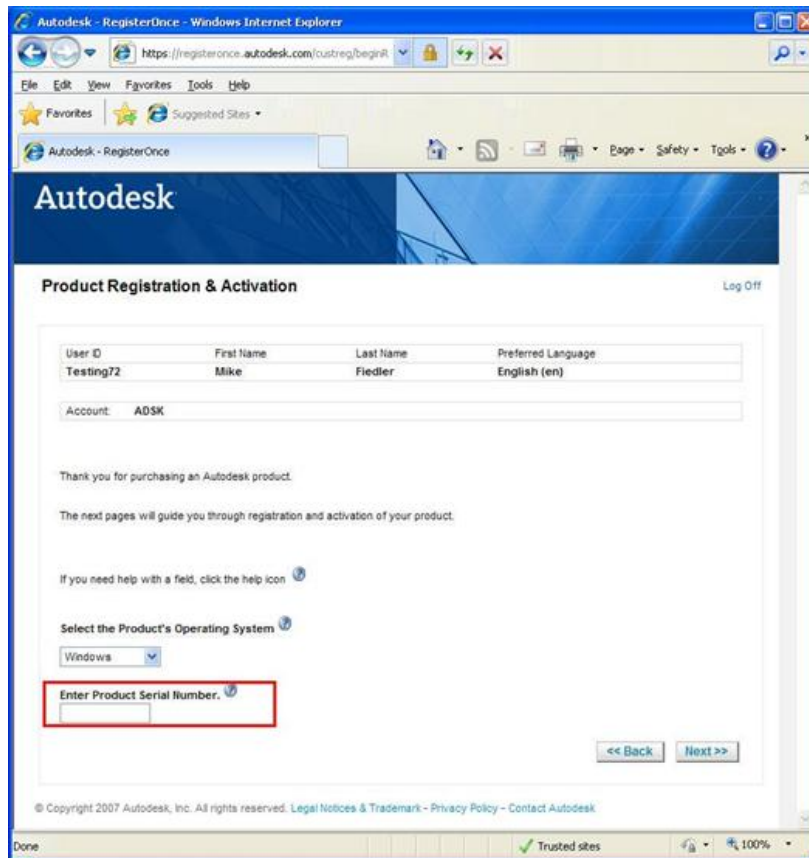 Autodesk - RegisterOnce - Windows Internet Explorer
https://registeronce.autodesk.com/custreg/beginR
File Edit View Favorites Tools Help
Favorites Suggested Sites
Autodesk - RegisterOnce Page Safety Tools
Autodesk
Product Registration & Activation Log Off
User ID First Name Last Name Preferred Language
Testing72 Mike Fiedler English (en)
Account: ADSK
Thank you for purchasing an Autodesk product.
The next pages will guide you through registration and activation of your product.
If you need help with a field, click the help icon
Select the Product's Operating System
Windows
Enter Product Serial Number.
<< Back Next >>
© Copyright 2007 Autodesk, Inc. All rights reserved. Legal Notices & Trademark - Privacy Policy - Contact Autodesk
Done Trusted sites 100%